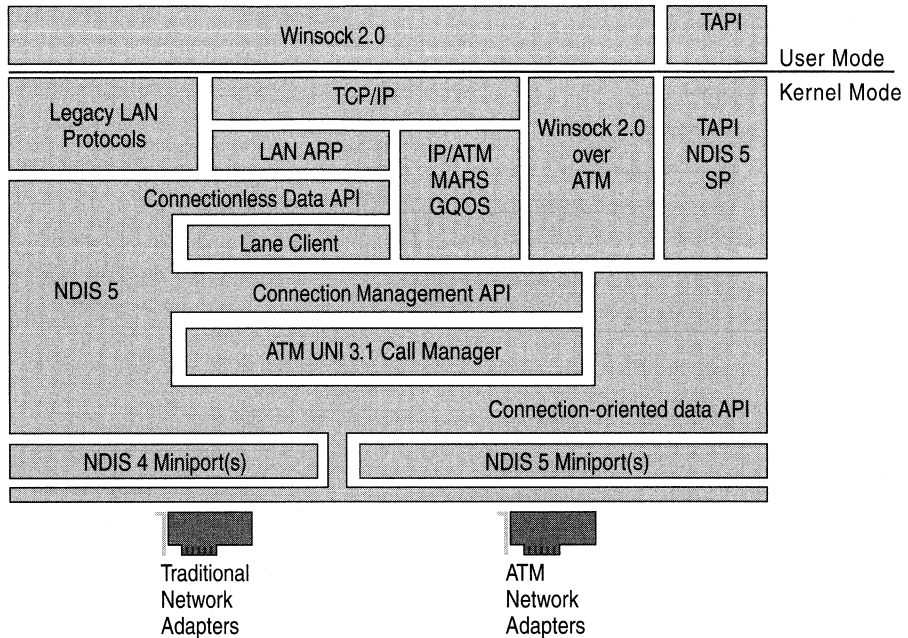 Winsock 2.0
TAPI
User Mode
Kernel Mode
Legacy LAN
Protocols
TCP/IP
LAN ARP
IP/ATM
MARS
GQOS
Winsock 2.0
over
ATM
TAPI
NDIS 5
SP
Connectionless Data API
Lane Client
NDIS 5
Connection Management API
ATM UNI 3.1 Call Manager
Connection-oriented data API
NDIS 4 Miniport(s)
NDIS 5 Miniport(s)
Traditional
Network
Adapters
ATM
Network
Adapters